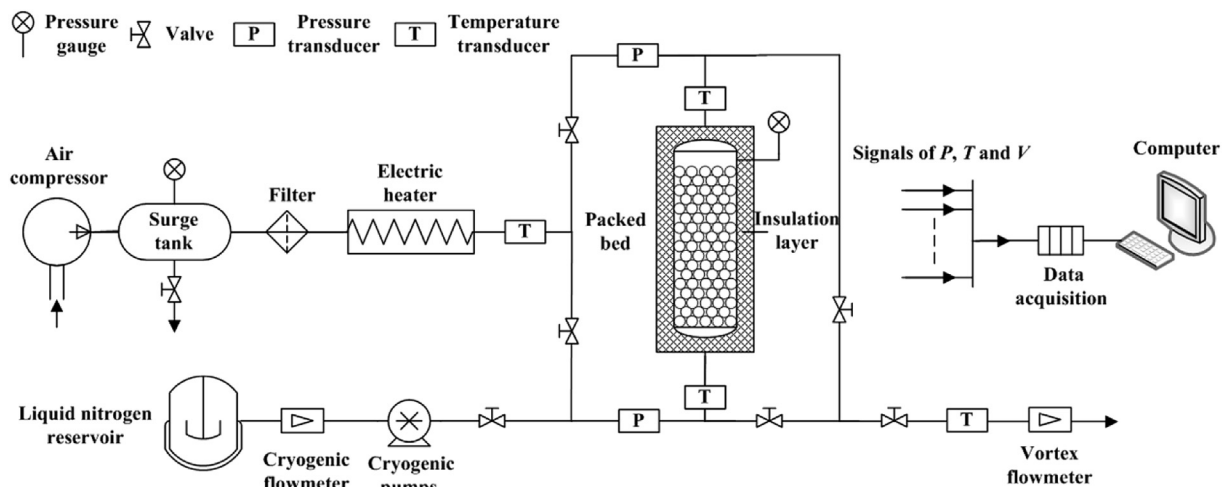 Pressure
gauge
Valve
P
Pressure
transducer
T
Temperature
transducer
P
T
Air
compressor
Surge
tank
Filter
Electric
heater
T
Packed
bed
Insulation
layer
Signals of P, T and V
Computer
Data
acquisition
Liquid nitrogen
reservoir
Cryogenic
flowmeter
Cryogenic
pumps
P
T
T
Vortex
flowmeter